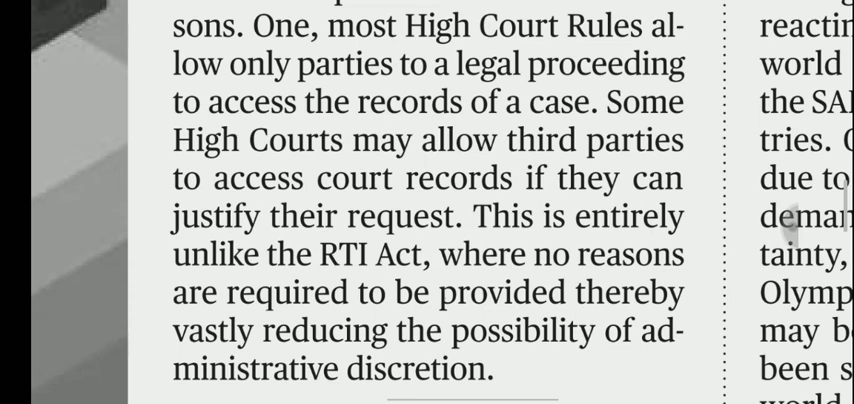 sons. One, most High Court Rules al-
low only parties to a legal proceeding
to access the records of a case. Some
High Courts may allow third parties
to access court records if they can
justify their request. This is entirely
unlike the RTI Act, where no reasons
are required to be provided thereby
vastly reducing the possibility of ad-
ministrative discretion.
world
the
tries.
due to
tainty,
may
been